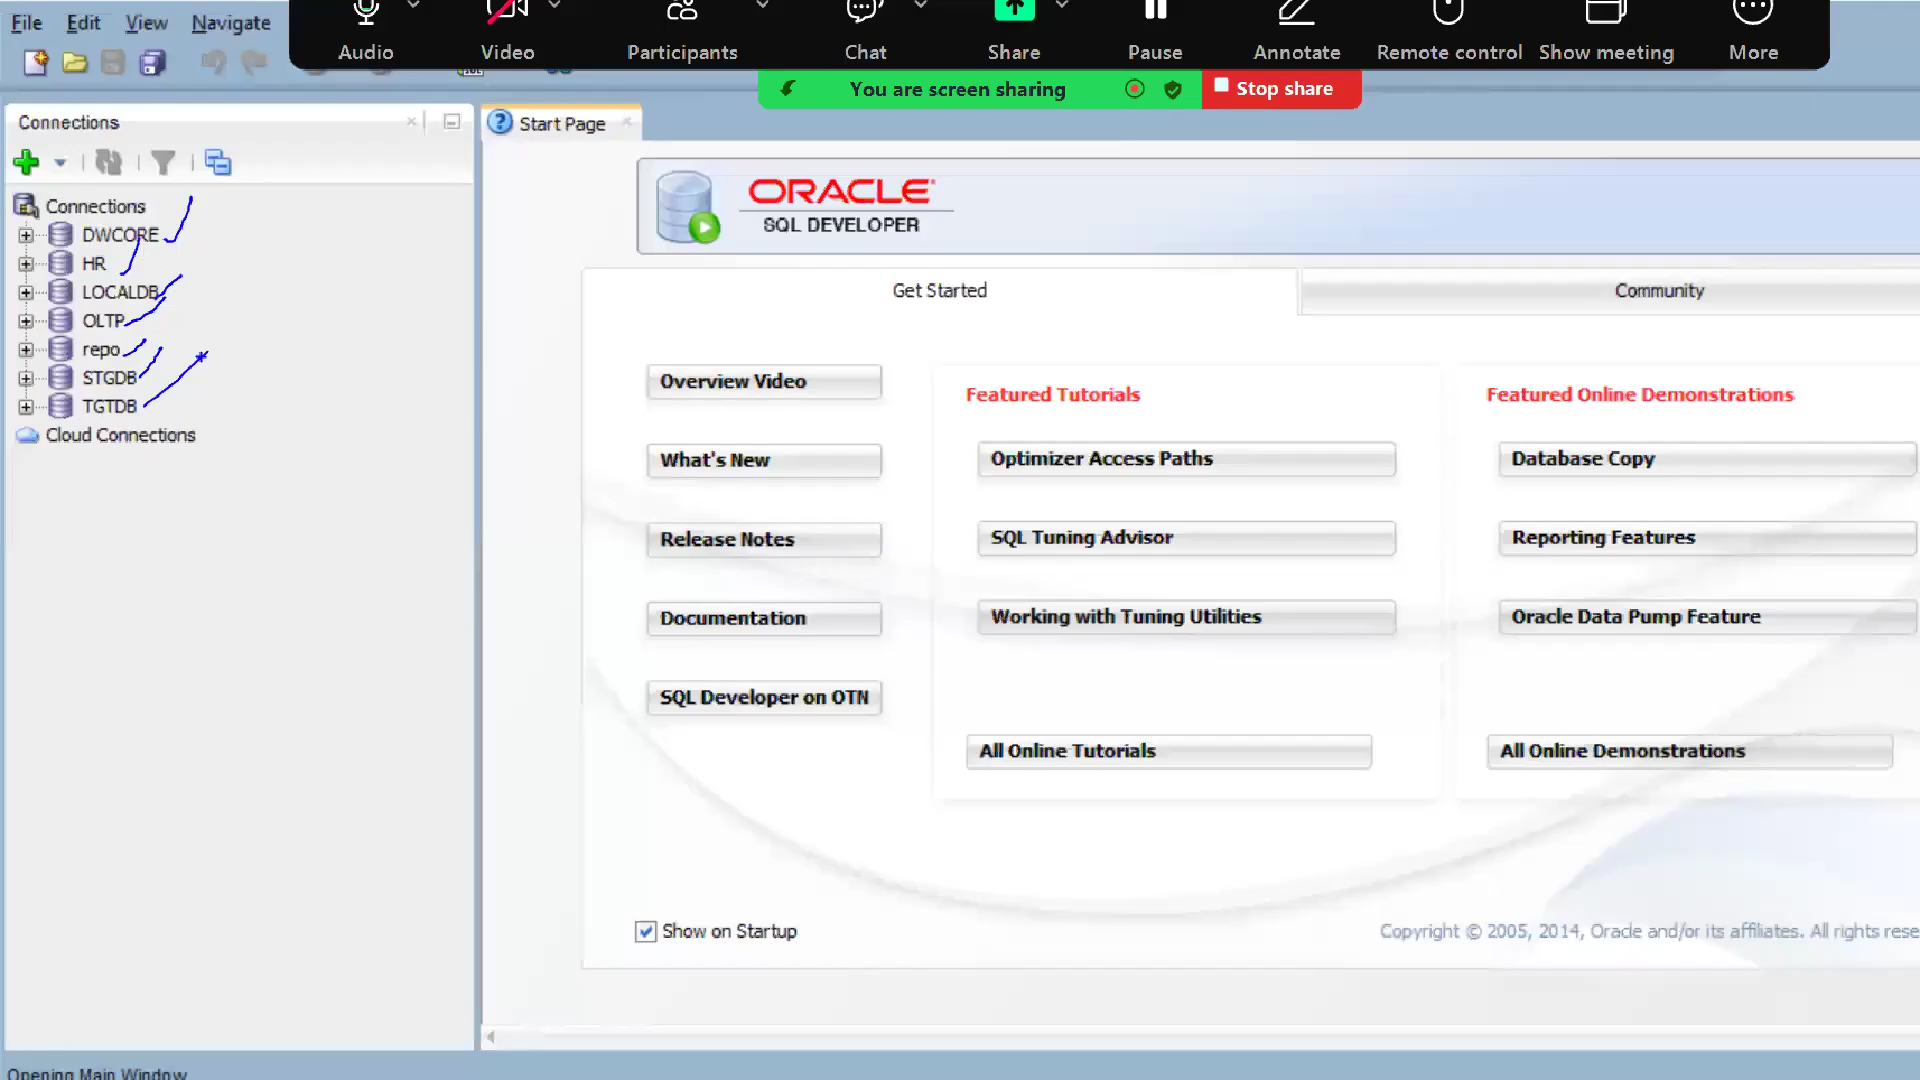 File Edit View Navigate
Audio Video Participants Chat Share Pause Annotate Remote control Show meeting More
You are screen sharing Stop share
Connections
Start Page
Connections
DWCORE
HR
LOCALDB
OLTP
repo
STGDB
TGTDB
Cloud Connections
ORACLE
SQL DEVELOPER
Get Started Community
Overview Video
What's New
Release Notes
Documentation
SQL Developer on OTN
Featured Tutorials
Optimizer Access Paths
SQL Tuning Advisor
Working with Tuning Utilities
All Online Tutorials
Featured Online Demonstrations
Database Copy
Reporting Features
Oracle Data Pump Feature
All Online Demonstrations
Show on Startup
Copyright © 2005, 2014, Oracle and/or its affiliates. All rights rese
Opening Main Window